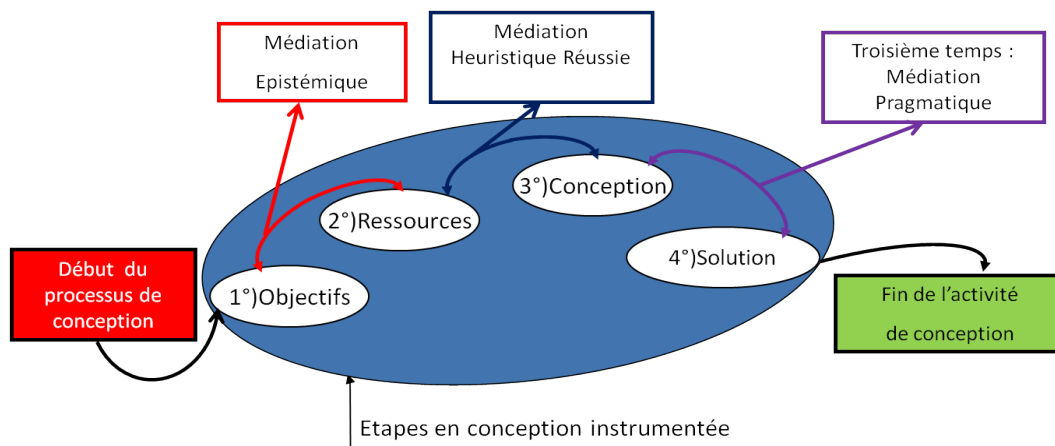 Médiation
Epistémique
Médiation
Heuristique Réussie
Troisième temps :
Médiation
Pragmatique
3°)Conception
2°)Ressources
4°)Solution
1°)Objectifs
Début du
processus de
conception
Fin de l’activité
de conception
Etapes en conception instrumentée